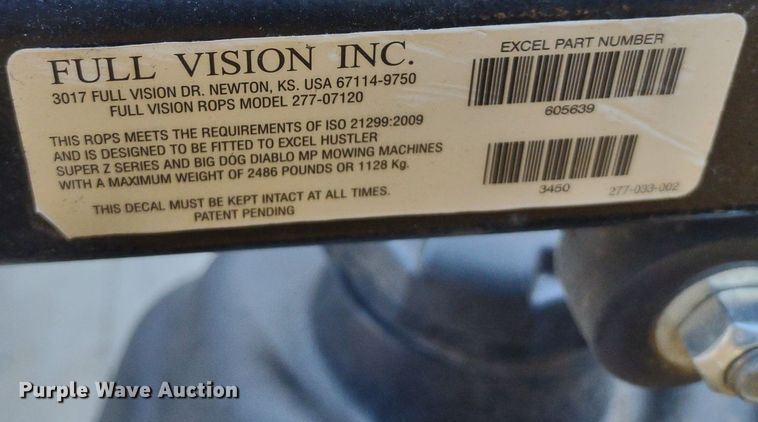 FULL VISION INC.
3017 FULL VISION DR. NEWTON, KS. USA 67114-9750
FULL VISION ROPS MODEL 277-07120
THIS ROPS MEETS THE REQUIREMENTS OF ISO 21299:2009
AND IS DESIGNED TO BE FITTED TO EXCEL HUSTLER
SUPER Z SERIES AND BIG DOG DIABLO MP MOWING MACHINES
WITH A MAXIMUM WEIGHT OF 2486 POUNDS OR 1128 Kg.
THIS DECAL MUST BE KEPT INTACT AT ALL TIMES.
PATENT PENDING
EXCEL PART NUMBER
605639
3450 277-033-002
Purple Wave Auction